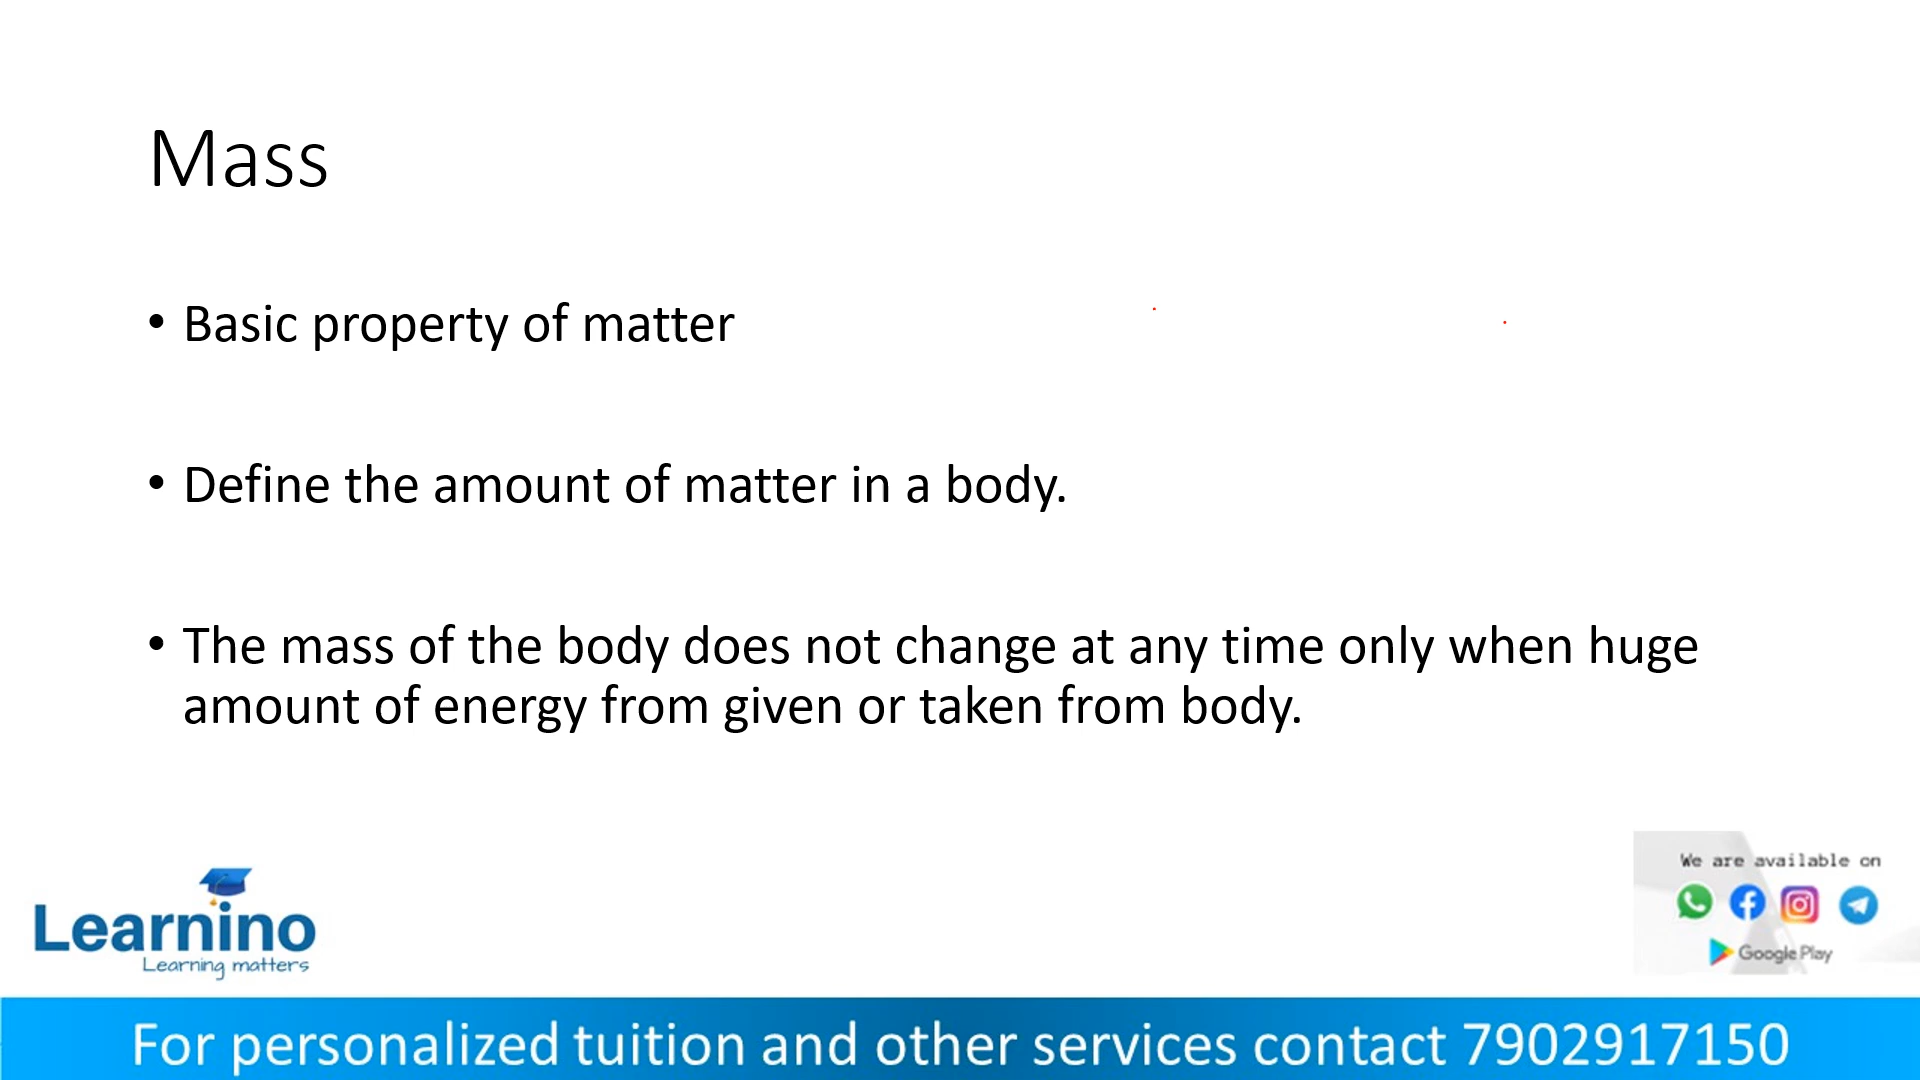 Mass
• Basic property of matter
• Define the amount of matter in a body.
• The mass of the body does not change at any time only when huge
amount of energy from given or taken from body.
We are available on
Learnino
Learning matters
Google Play
For personalized tuition and other services contact 7902917150